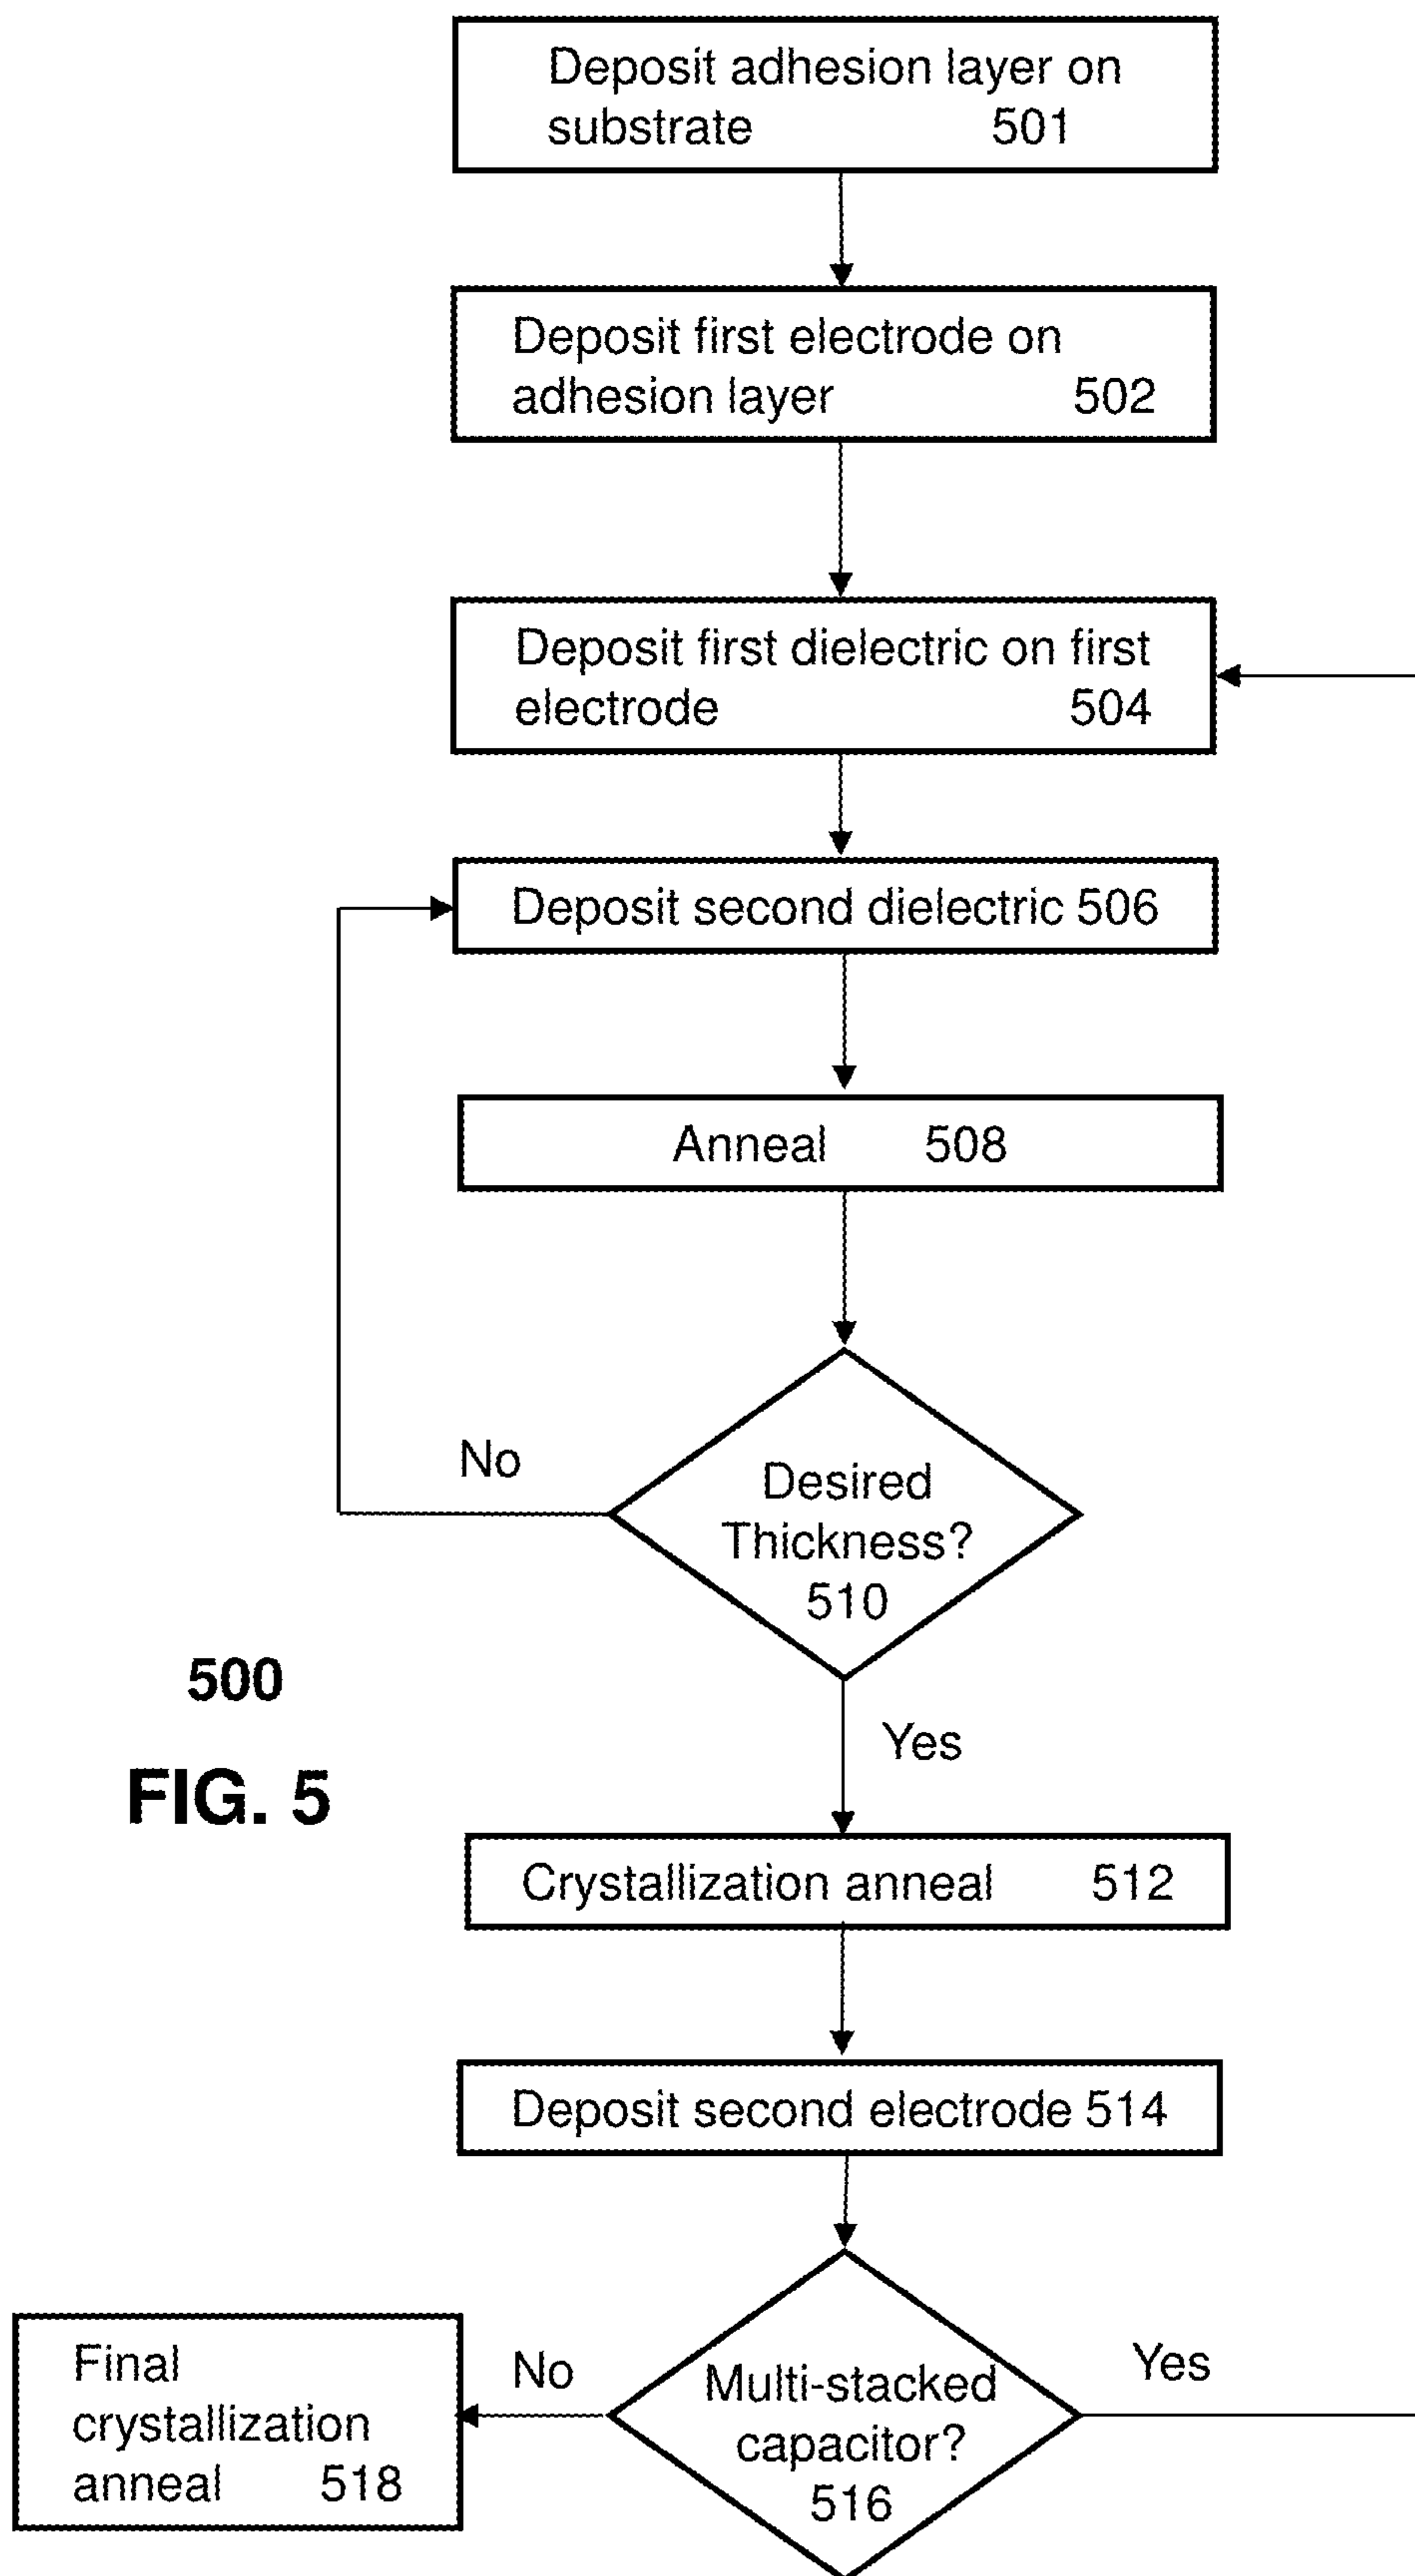 Deposit adhesion layer on
substrate 501
Deposit first electrode on
adhesion layer 502
Deposit first dielectric on first
electrode 504
Deposit second dielectric 506
Anneal 508
No
Desired
Thickness?
510
500
Yes
FIG. 5
Crystallization anneal 512
Deposit second electrode 514
Final
crystallization
anneal 518
No
Multi-stacked
capacitor?
516
Yes